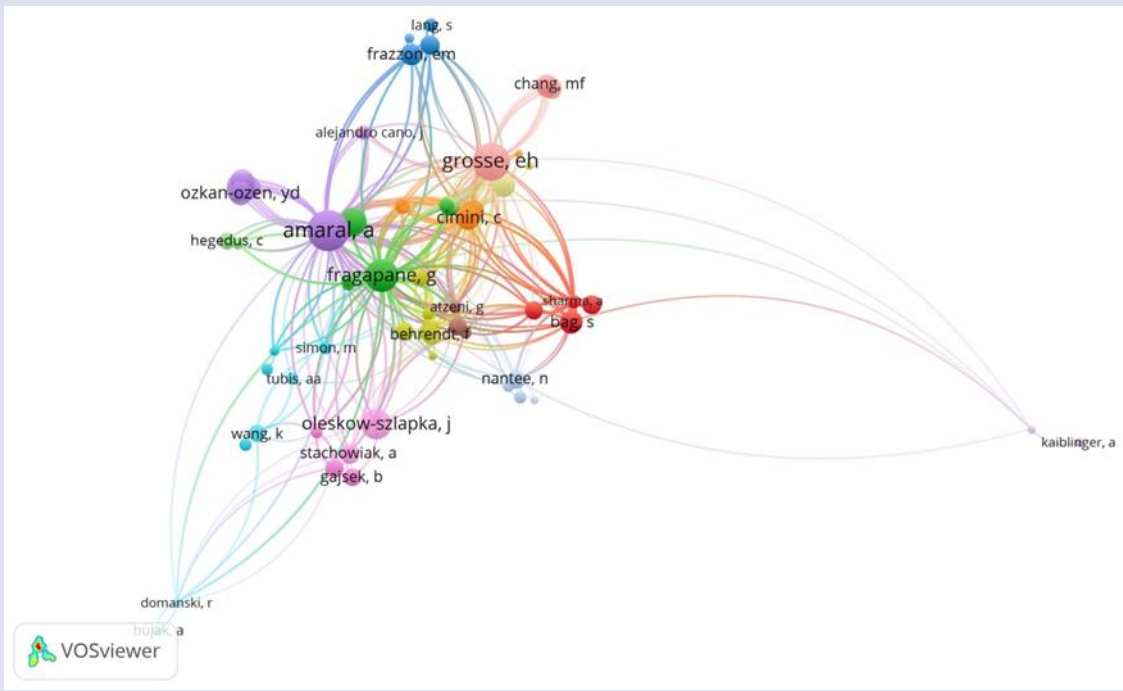 lang, s
frazzon, em
chang, mf
alejandro cano, j
grosse, eh
ozkan-ozen, yd
cimini, c
amaral, a
hegedus, c
fragapane, g
sharma, a
atzeni, g
bag, s
behrendt, f
simon, m
tubis, aa
nantee, n
oleskow-szlapka, j
wang, k
kaiblinger, a
stachowiak, a
gajsek, b
domanski, r
bujak, a
VOSviewer